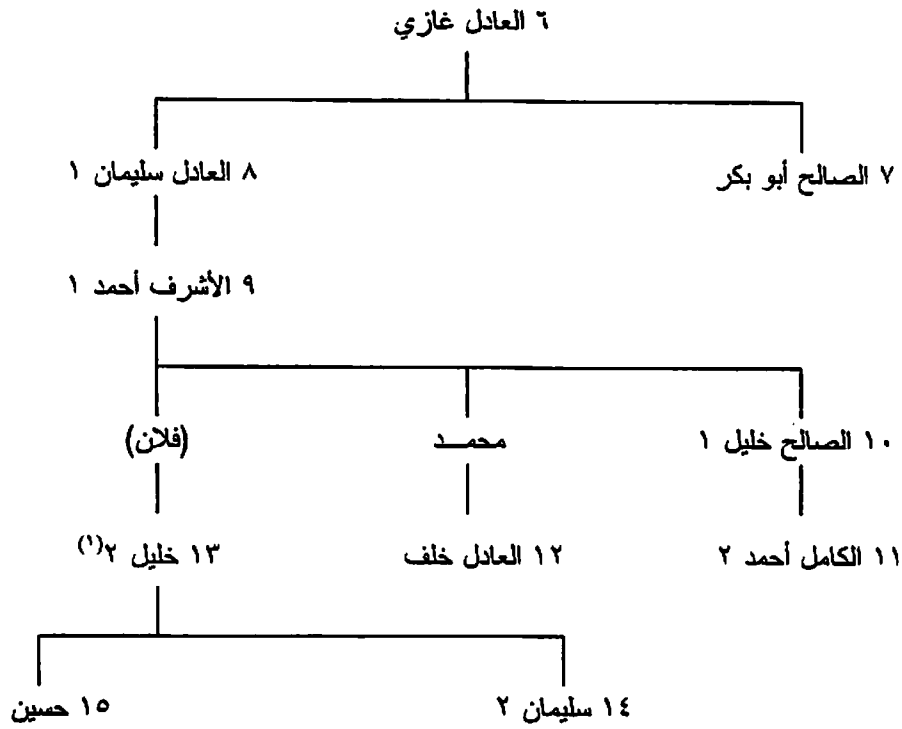 ٦ العادل غازي
٧ الصالح أبو بكر
٨ العادل سليمان ١
٩ الأشرف أحمد ١
١٠ الصالح خليل ١
محمـــد
(فلان)
١١ الكامل أحمد ٢
١٢ العادل خلف
١٣ خليل ٢(١)
١٤ سليمان ٢
١٥ حسين